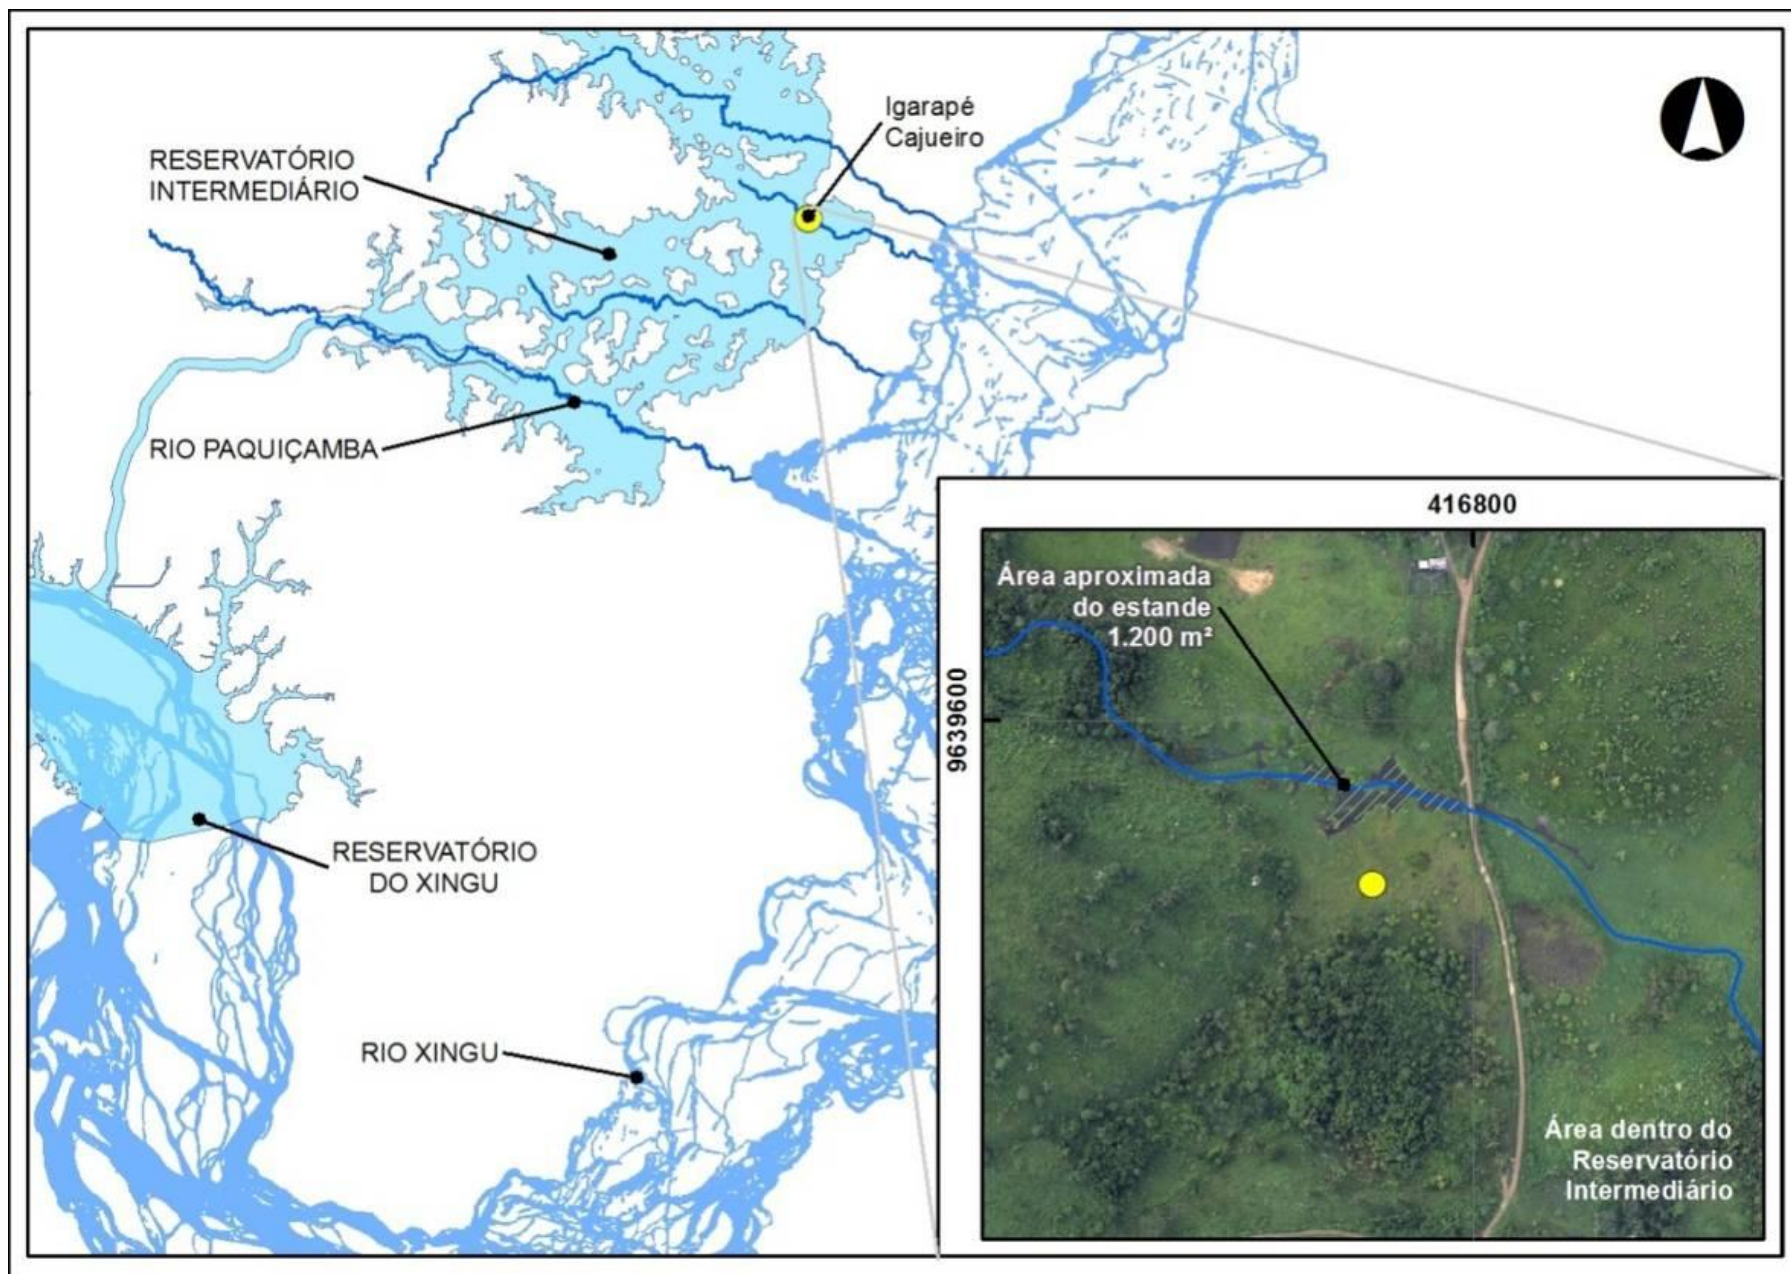 Igarapé
Cajueiro
RESERVATÓRIO
INTERMEDIÁRIO
RIO PAQUIÇAMBA
RESERVATÓRIO
DO XINGU
RIO XINGU
416800
9639600
Área aproximada
do estande
1.200 m²
Área dentro do
Reservatório
Intermediário